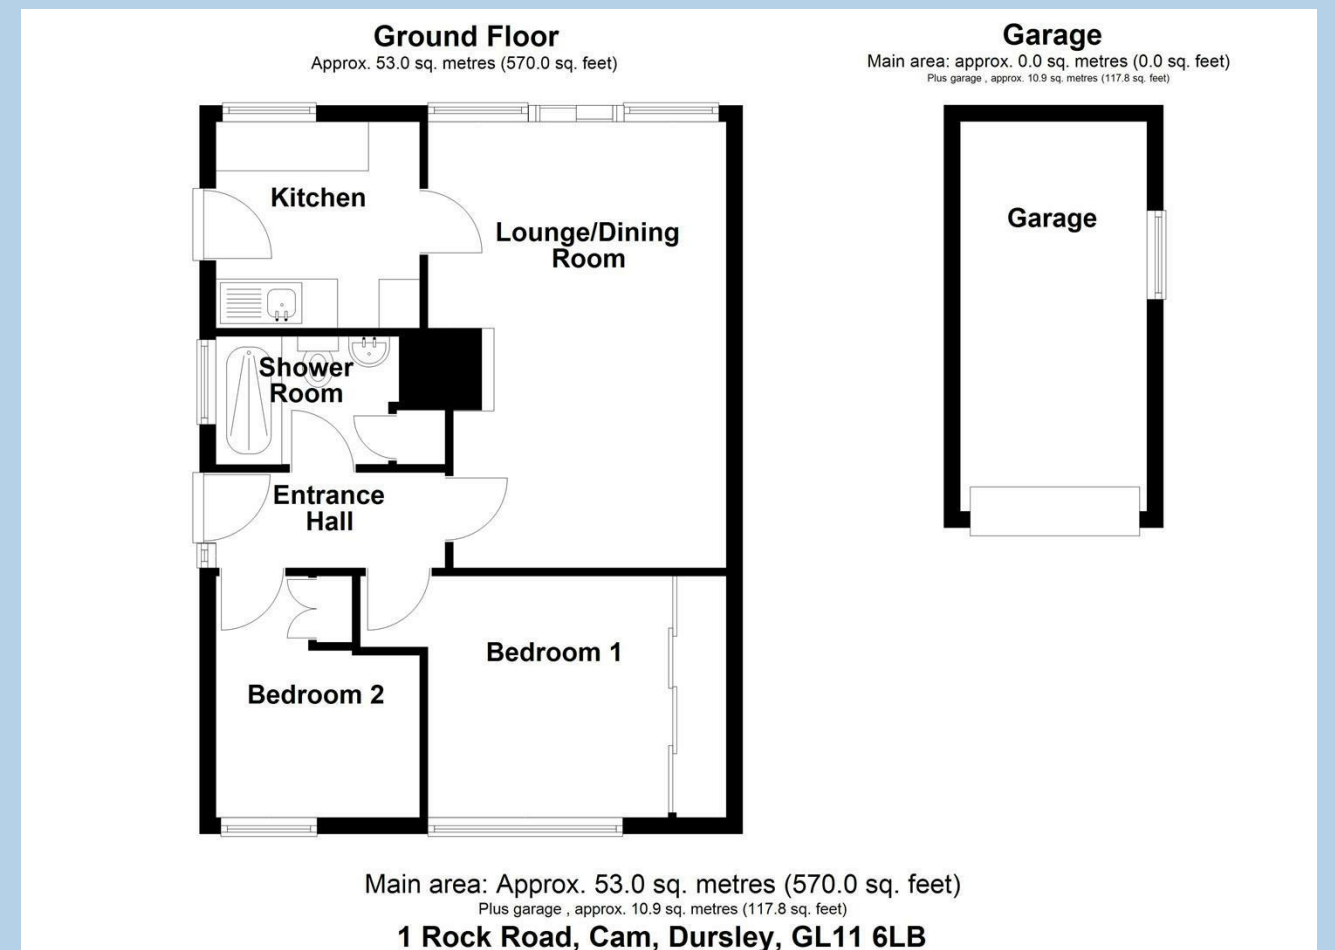 Ground Floor
Approx. 53.0 sq. metres (570.0 sq. feet)
Garage
Main area: approx. 0.0 sq. metres (0.0 sq. feet)
Plus garage , approx. 10.9 sq. metres (117.8 sq. feet)
Kitchen
Lounge/Dining
Room
Garage
Shower
Room
Entrance
Hall
Bedroom 1
Bedroom 2
Main area: Approx. 53.0 sq. metres (570.0 sq. feet)
Plus garage , approx. 10.9 sq. metres (117.8 sq. feet)
1 Rock Road, Cam, Dursley, GL11 6LB